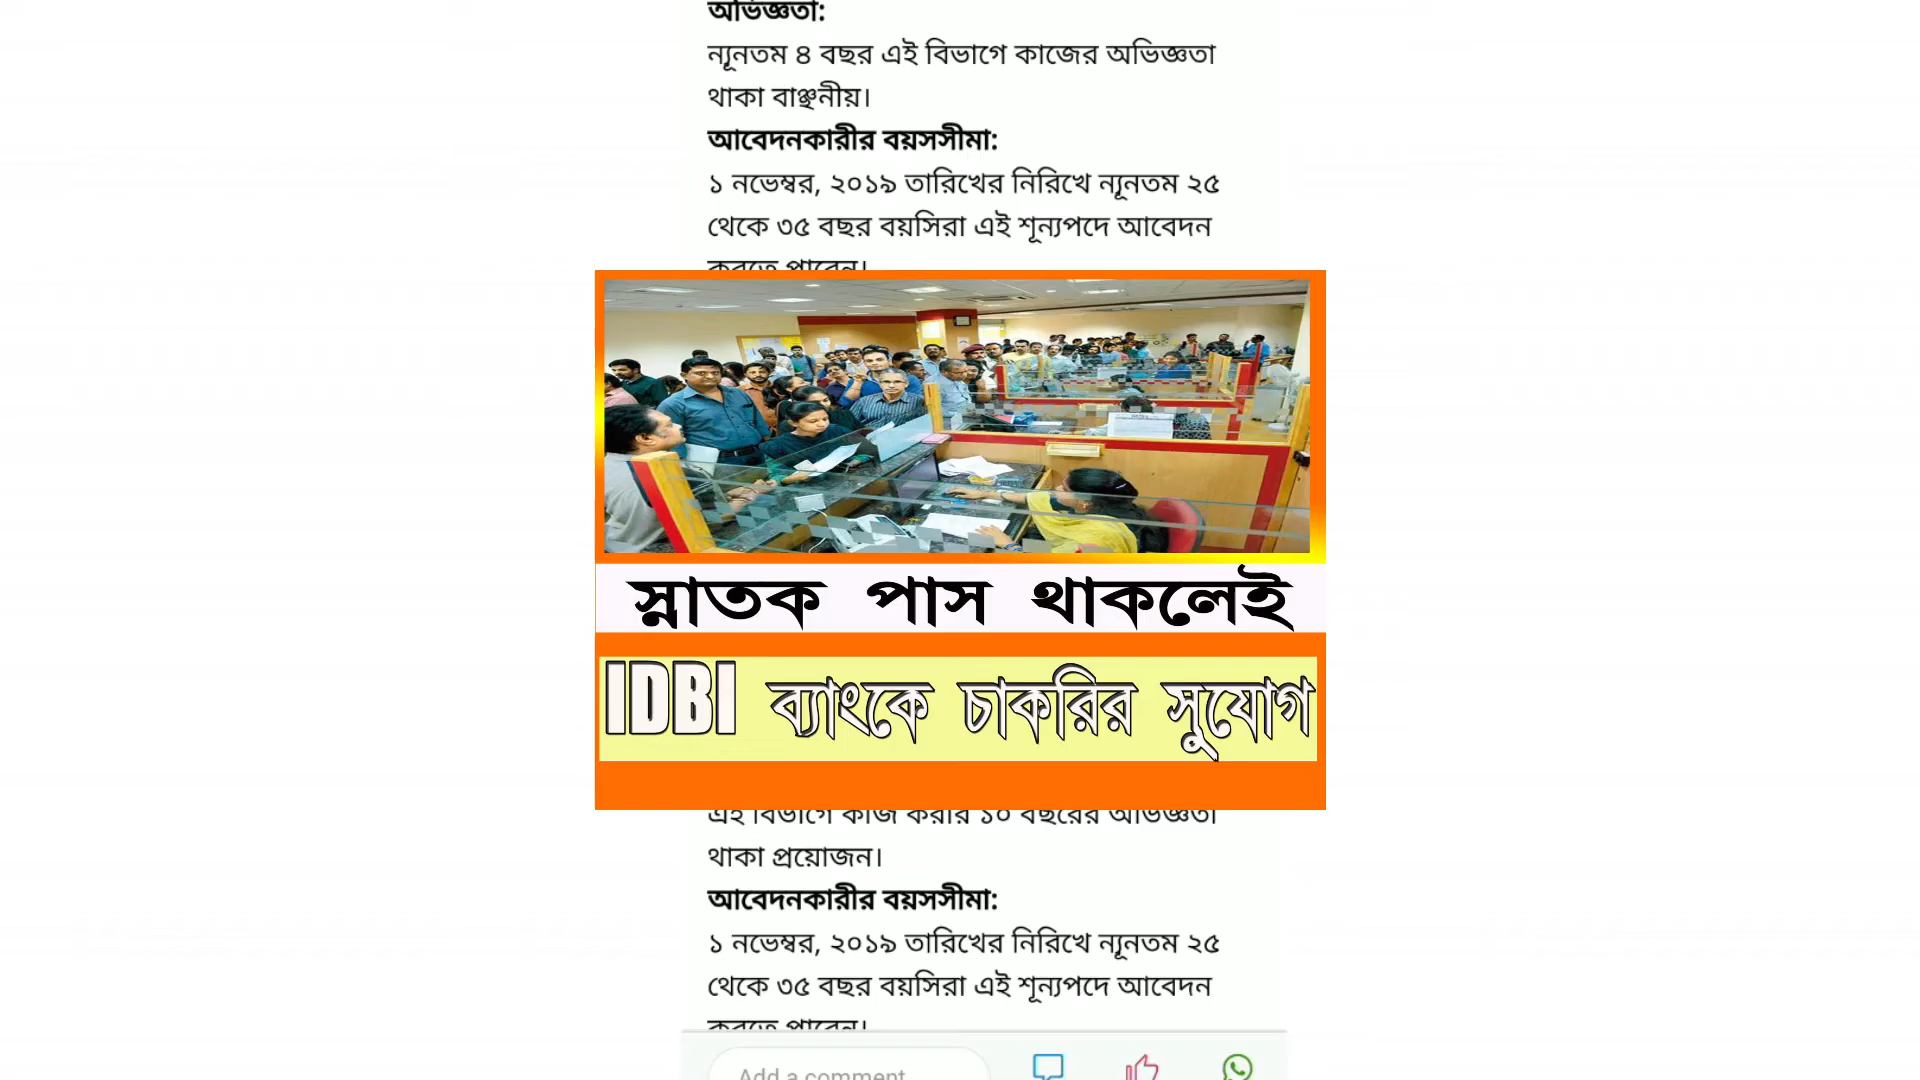 অভিজ্ঞতা:
ন্যূনতম ৪ বছর এই বিভাগে কাজের অভিজ্ঞতা
থাকা বাঞ্ছনীয়।
আবেদনকারীর বয়সসীমা:
১ নভেম্বর, ২০১৯ তারিখের নিরিখে ন্যূনতম ২৫
থেকে ৩৫ বছর বয়সিরা এই শূন্যপদে আবেদন
করতে পারেন।
স্নাতক পাস থাকলেই
IDBI ব্যাংকে চাকরির সুযোগ
এই বিভাগে কাজ করার ১০ বছরের অভিজ্ঞতা
থাকা প্রয়োজন।
আবেদনকারীর বয়সসীমা:
১ নভেম্বর, ২০১৯ তারিখের নিরিখে ন্যূনতম ২৫
থেকে ৩৫ বছর বয়সিরা এই শূন্যপদে আবেদন
করতে পারেন।
Add a comment